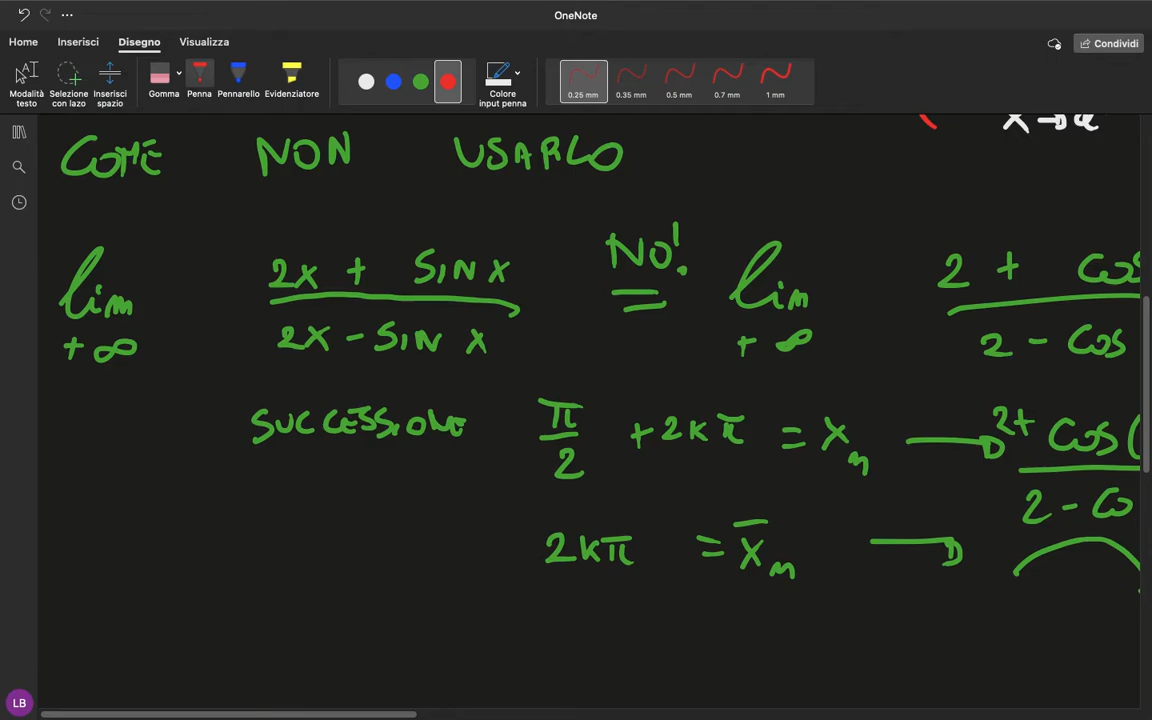 OneNote
Home Inserisci Disegno Visualizza Condividi
Modalità testo Selezione con lazo Inserisci spazio Gomma Penna Pennarello Evidenziatore Colore input penna 0.25 mm 0.35 mm 0.5 mm 0.7 mm 1 mm
COME NON USARLO
lim +∞ (2x + SIN x)/(2x - SIN x) NO! lim +∞ (2 + cos)/(2 - cos
SUCCESSIONE π/2 + 2kπ = x_n → (2+ cos()/(2 - co
2kπ = x̄_n →
LB